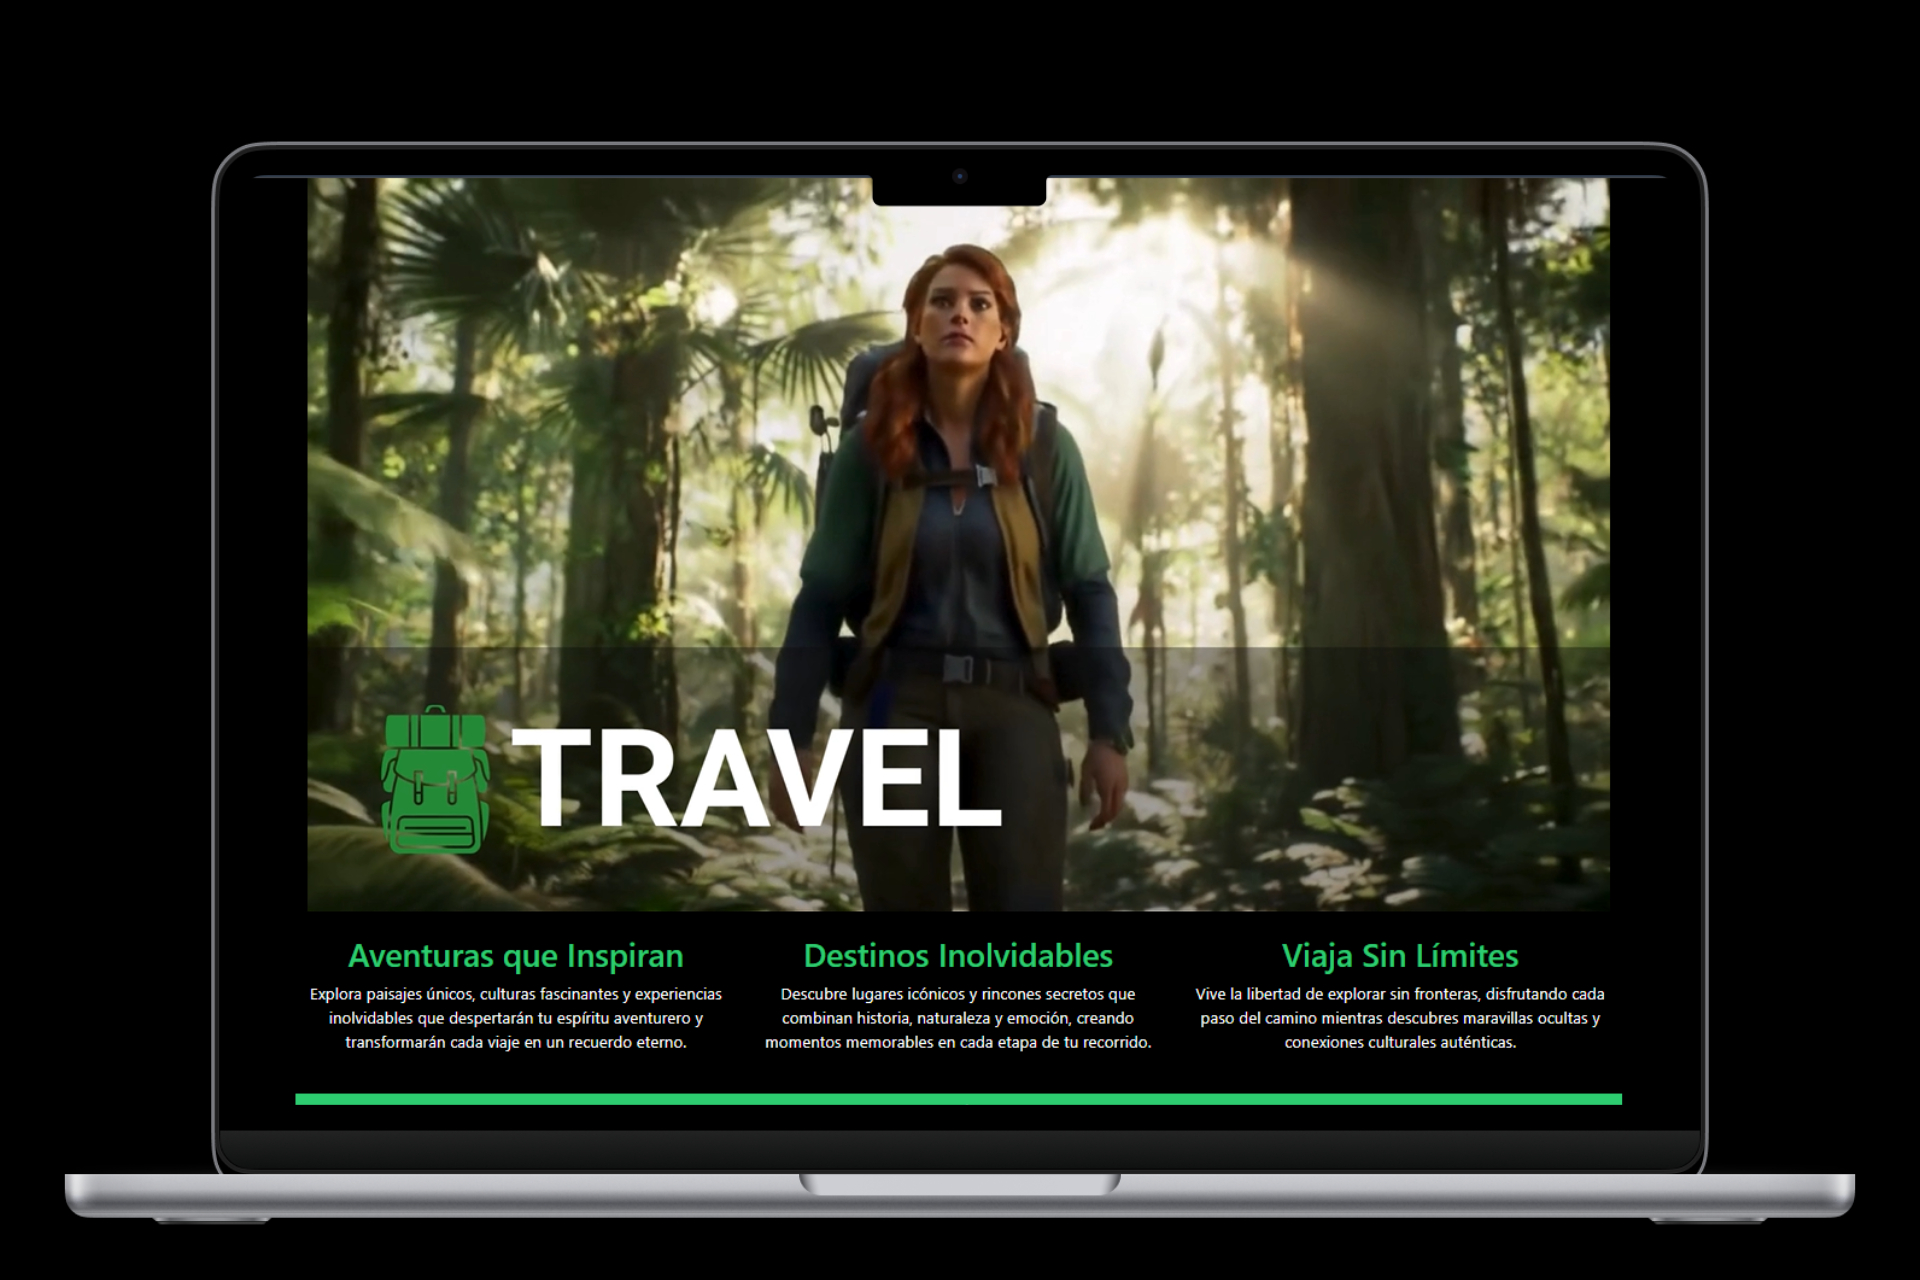 TRAVEL
Aventuras que Inspiran
Explora paisajes únicos, culturas fascinantes y experiencias
inolvidables que despertarán tu espíritu aventurero y
transformarán cada viaje en un recuerdo eterno.
Destinos Inolvidables
Descubre lugares icónicos y rincones secretos que
combinan historia, naturaleza y emoción, creando
momentos memorables en cada etapa de tu recorrido.
Viaja Sin Límites
Vive la libertad de explorar sin fronteras, disfrutando cada
paso del camino mientras descubres maravillas ocultas y
conexiones culturales auténticas.